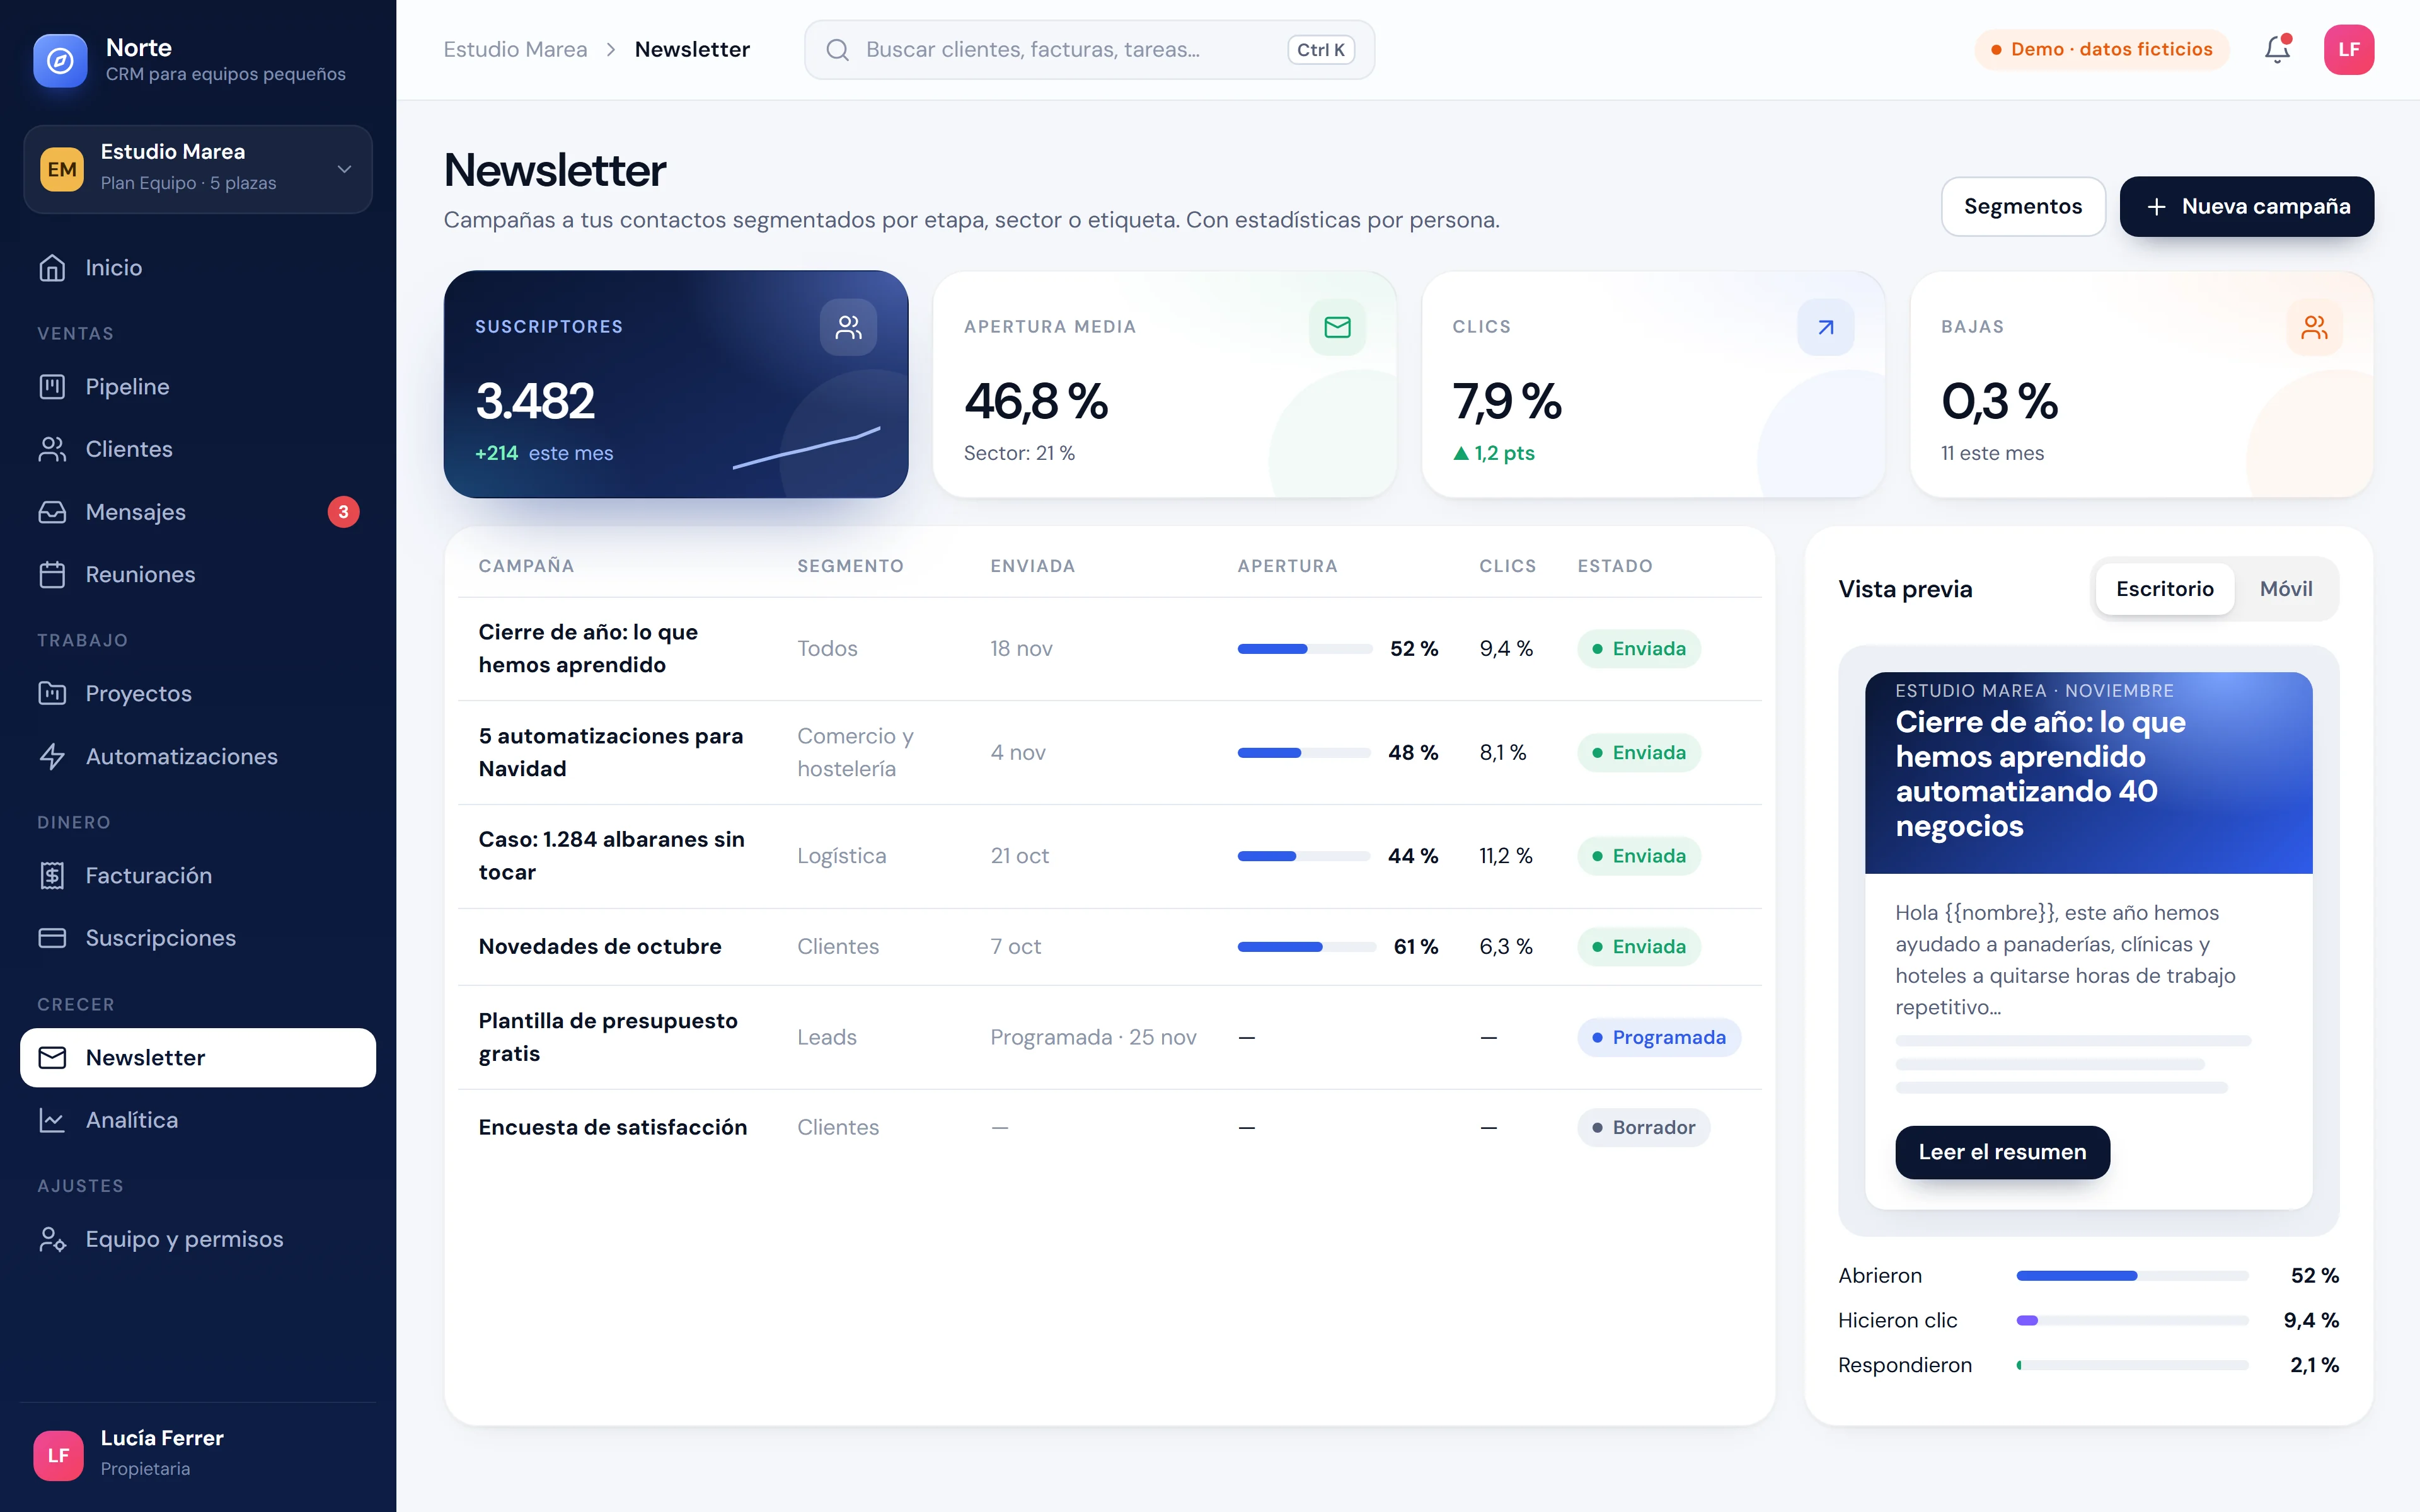 Norte
CRM para equipos pequeños
EM
Estudio Marea
Plan Equipo · 5 plazas
Inicio
VENTAS
Pipeline
Clientes
Mensajes
3
Reuniones
TRABAJO
Proyectos
Automatizaciones
DINERO
Facturación
Suscripciones
CRECER
Newsletter
Analítica
AJUSTES
Equipo y permisos
LF
Lucía Ferrer
Propietaria
Estudio Marea > Newsletter
Buscar clientes, facturas, tareas...
Ctrl K
Demo · datos ficticios
LF
Newsletter
Campañas a tus contactos segmentados por etapa, sector o etiqueta. Con estadísticas por persona.
Segmentos
+ Nueva campaña
SUSCRIPTORES
3.482
+214 este mes
APERTURA MEDIA
46,8 %
Sector: 21 %
CLICS
7,9 %
▲ 1,2 pts
BAJAS
0,3 %
11 este mes
CAMPAÑA SEGMENTO ENVIADA APERTURA CLICS ESTADO
Cierre de año: lo que
hemos aprendido
Todos
18 nov
52 %
9,4 %
Enviada
5 automatizaciones para
Navidad
Comercio y
hostelería
4 nov
48 %
8,1 %
Enviada
Caso: 1.284 albaranes sin
tocar
Logística
21 oct
44 %
11,2 %
Enviada
Novedades de octubre
Clientes
7 oct
61 %
6,3 %
Enviada
Plantilla de presupuesto
gratis
Leads
Programada · 25 nov
—
—
Programada
Encuesta de satisfacción
Clientes
—
—
—
Borrador
Vista previa
Escritorio
Móvil
ESTUDIO MAREA · NOVIEMBRE
Cierre de año: lo que
hemos aprendido
automatizando 40
negocios
Hola {{nombre}}, este año hemos
ayudado a panaderías, clínicas y
hoteles a quitarse horas de trabajo
repetitivo...
Leer el resumen
Abrieron 52 %
Hicieron clic 9,4 %
Respondieron 2,1 %